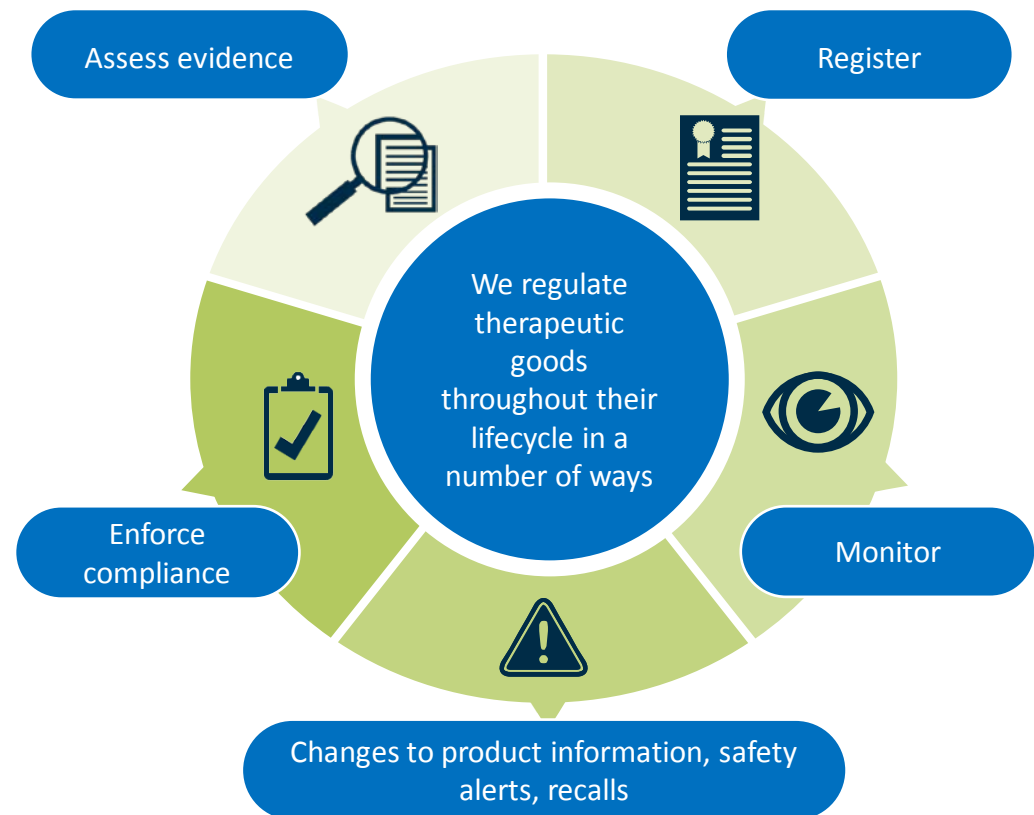 Assess evidence
Register
We regulate
therapeutic
goods
throughout their
lifecycle in a
number of ways
Enforce
compliance
Monitor
Changes to product information, safety
alerts, recalls